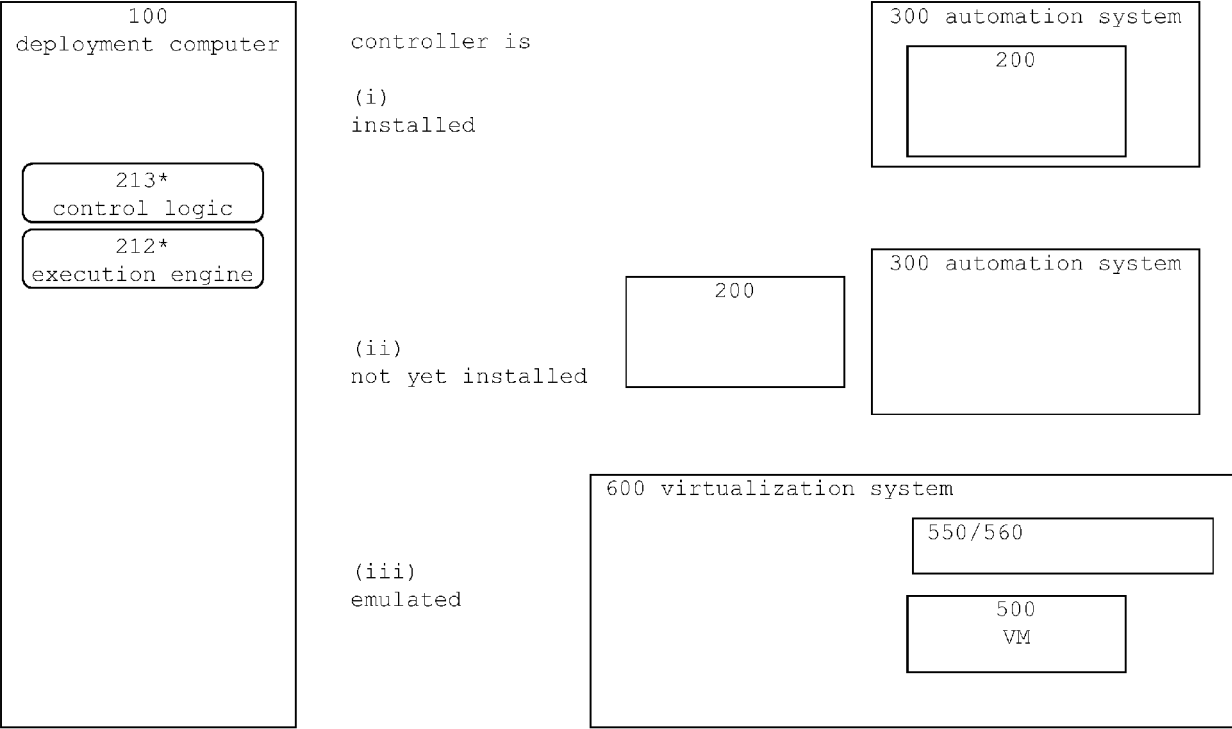 100
deployment computer
213*
control logic
212*
execution engine
controller is
(i)
installed
300 automation system
200
(ii)
not yet installed
200
300 automation system
(iii)
emulated
600 virtualization system
550/560
500
VM